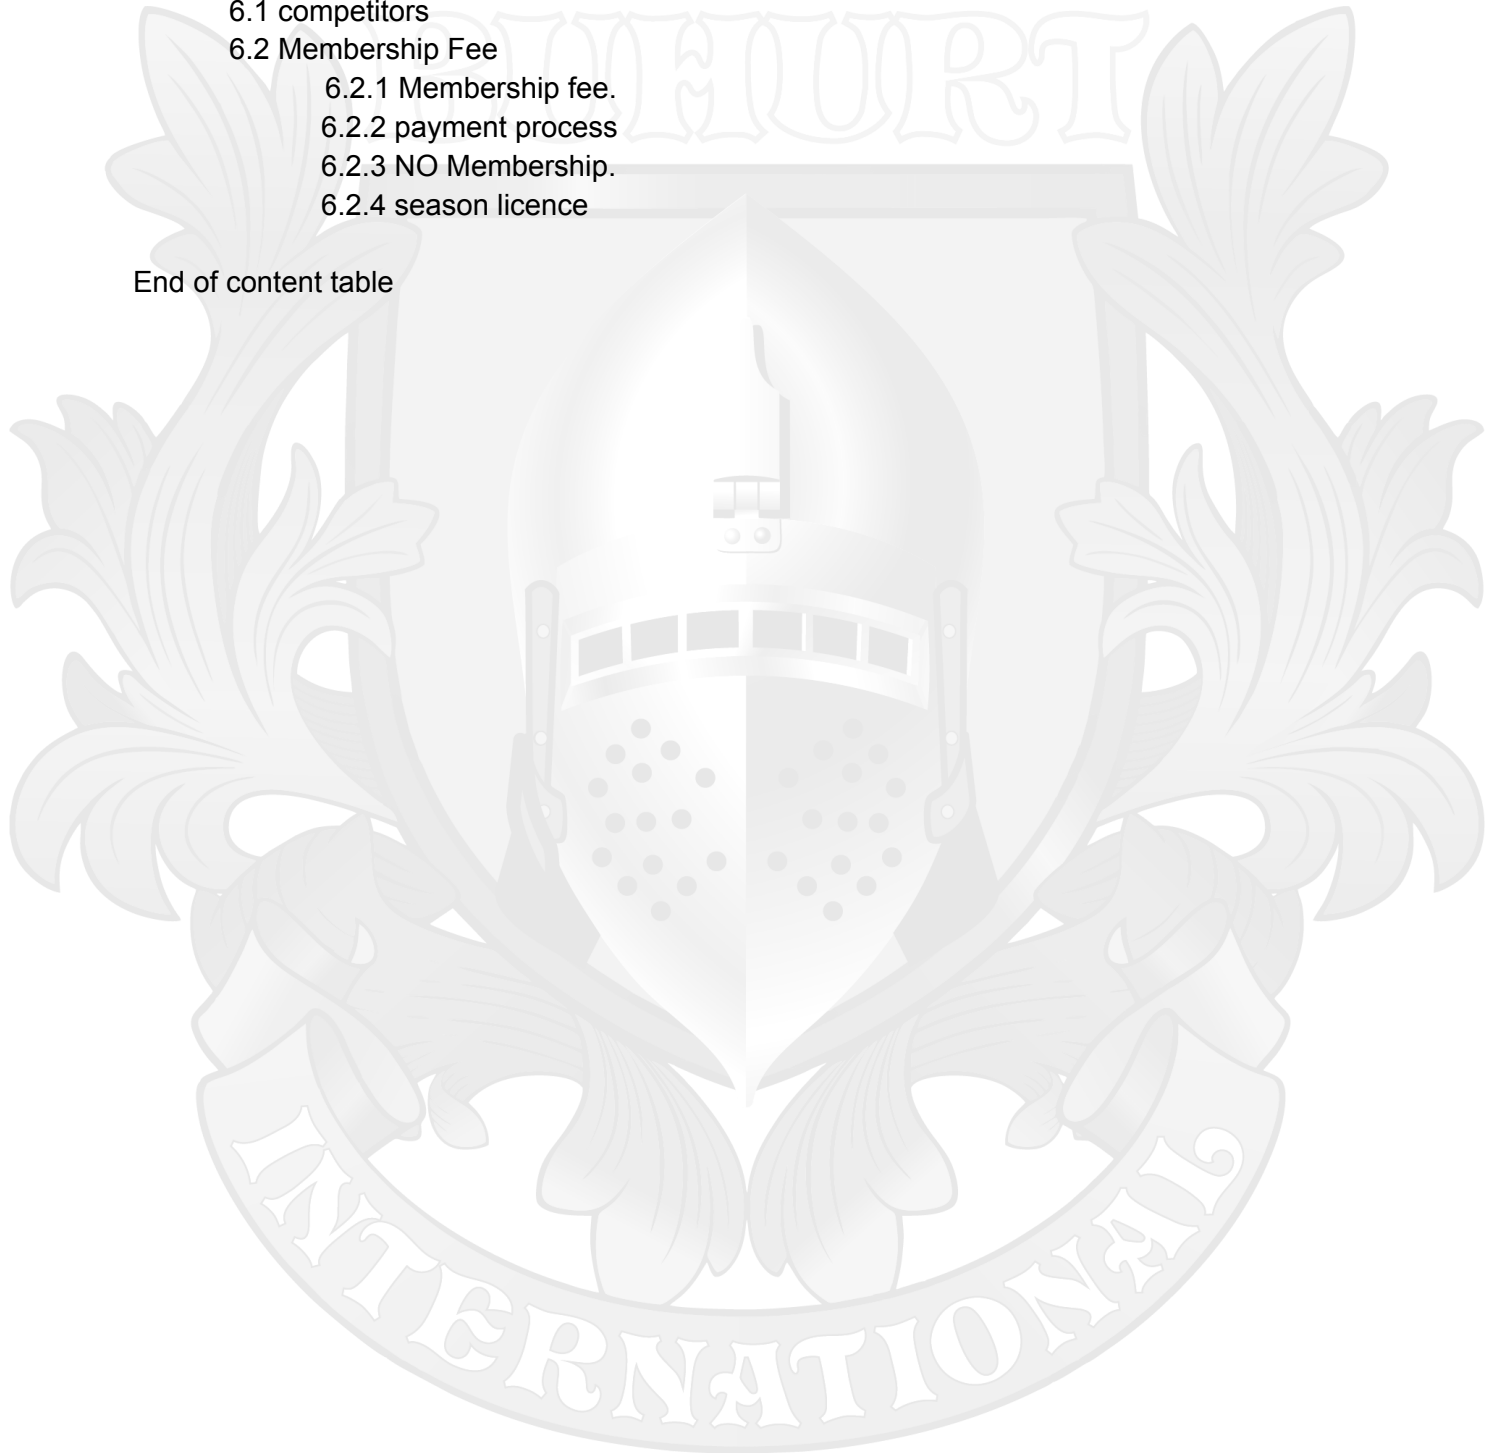 BUHURT
6.1 competitors
6.2 Membership Fee
6.2.1 Membership fee.
6.2.2 payment process
6.2.3 NO Membership.
6.2.4 season licence
End of content table
INTERNATIONAL